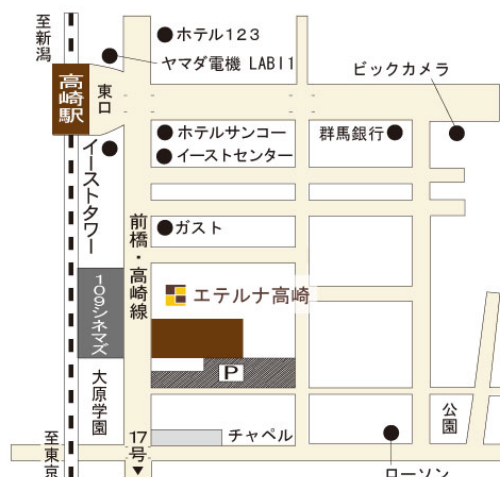 至新潟
ホテル123
ヤマダ電機 LABI1
ビックカメラ
高崎駅
東口
ホテルサンコー
群馬銀行
イーストセンター
イーストタワー
前橋・高崎線
ガスト
109シネマズ
エテルナ高崎
P
大原学園
公園
至東京
17号
チャペル
ローソン